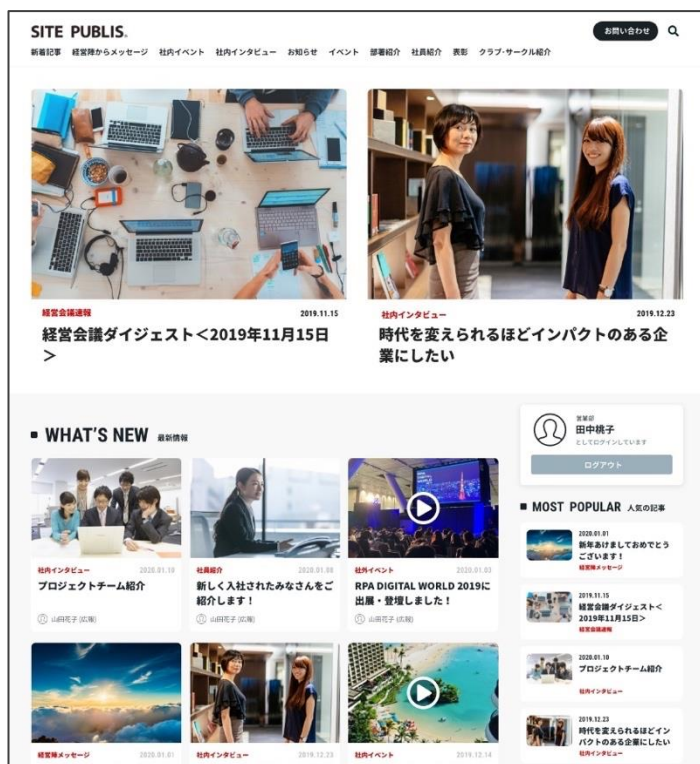 SITE PUBLIS.
お問い合わせ
新着記事 経営陣からメッセージ 社内イベント 社内インタビュー お知らせ イベント 部署紹介 社員紹介 表彰 クラブ・サークル紹介
経営会議速報 2019.11.15
経営会議ダイジェスト＜2019年11月15日
＞
社内インタビュー 2019.12.23
時代を変えられるほどインパクトのある企
業にしたい
WHAT'S NEW 最新情報
社内インタビュー 2020.01.19
プロジェクトチーム紹介
山田花子 (広報)
社員紹介 2020.01.08
新しく入社されたみなさんをご
紹介します！
山田花子 (広報)
社外イベント 2020.01.03
RPA DIGITAL WORLD 2019に
出展・登壇しました！
山田花子 (広報)
経営陣メッセージ 2020.01.01
社内インタビュー 2019.12.23
社内イベント 2019.12.14
営業部
田中桃子
としてログインしています
ログアウト
MOST POPULAR 人気の記事
2020.01.01
新年あけましておめでとう
ございます！
経営陣メッセージ
2019.11.15
経営会議ダイジェスト＜
2019年11月15日＞
経営会議速報
2020.01.10
プロジェクトチーム紹介
社内インタビュー
2019.12.23
時代を変えられるほどイン
パクトのある企業にしたい
社内インタビュー